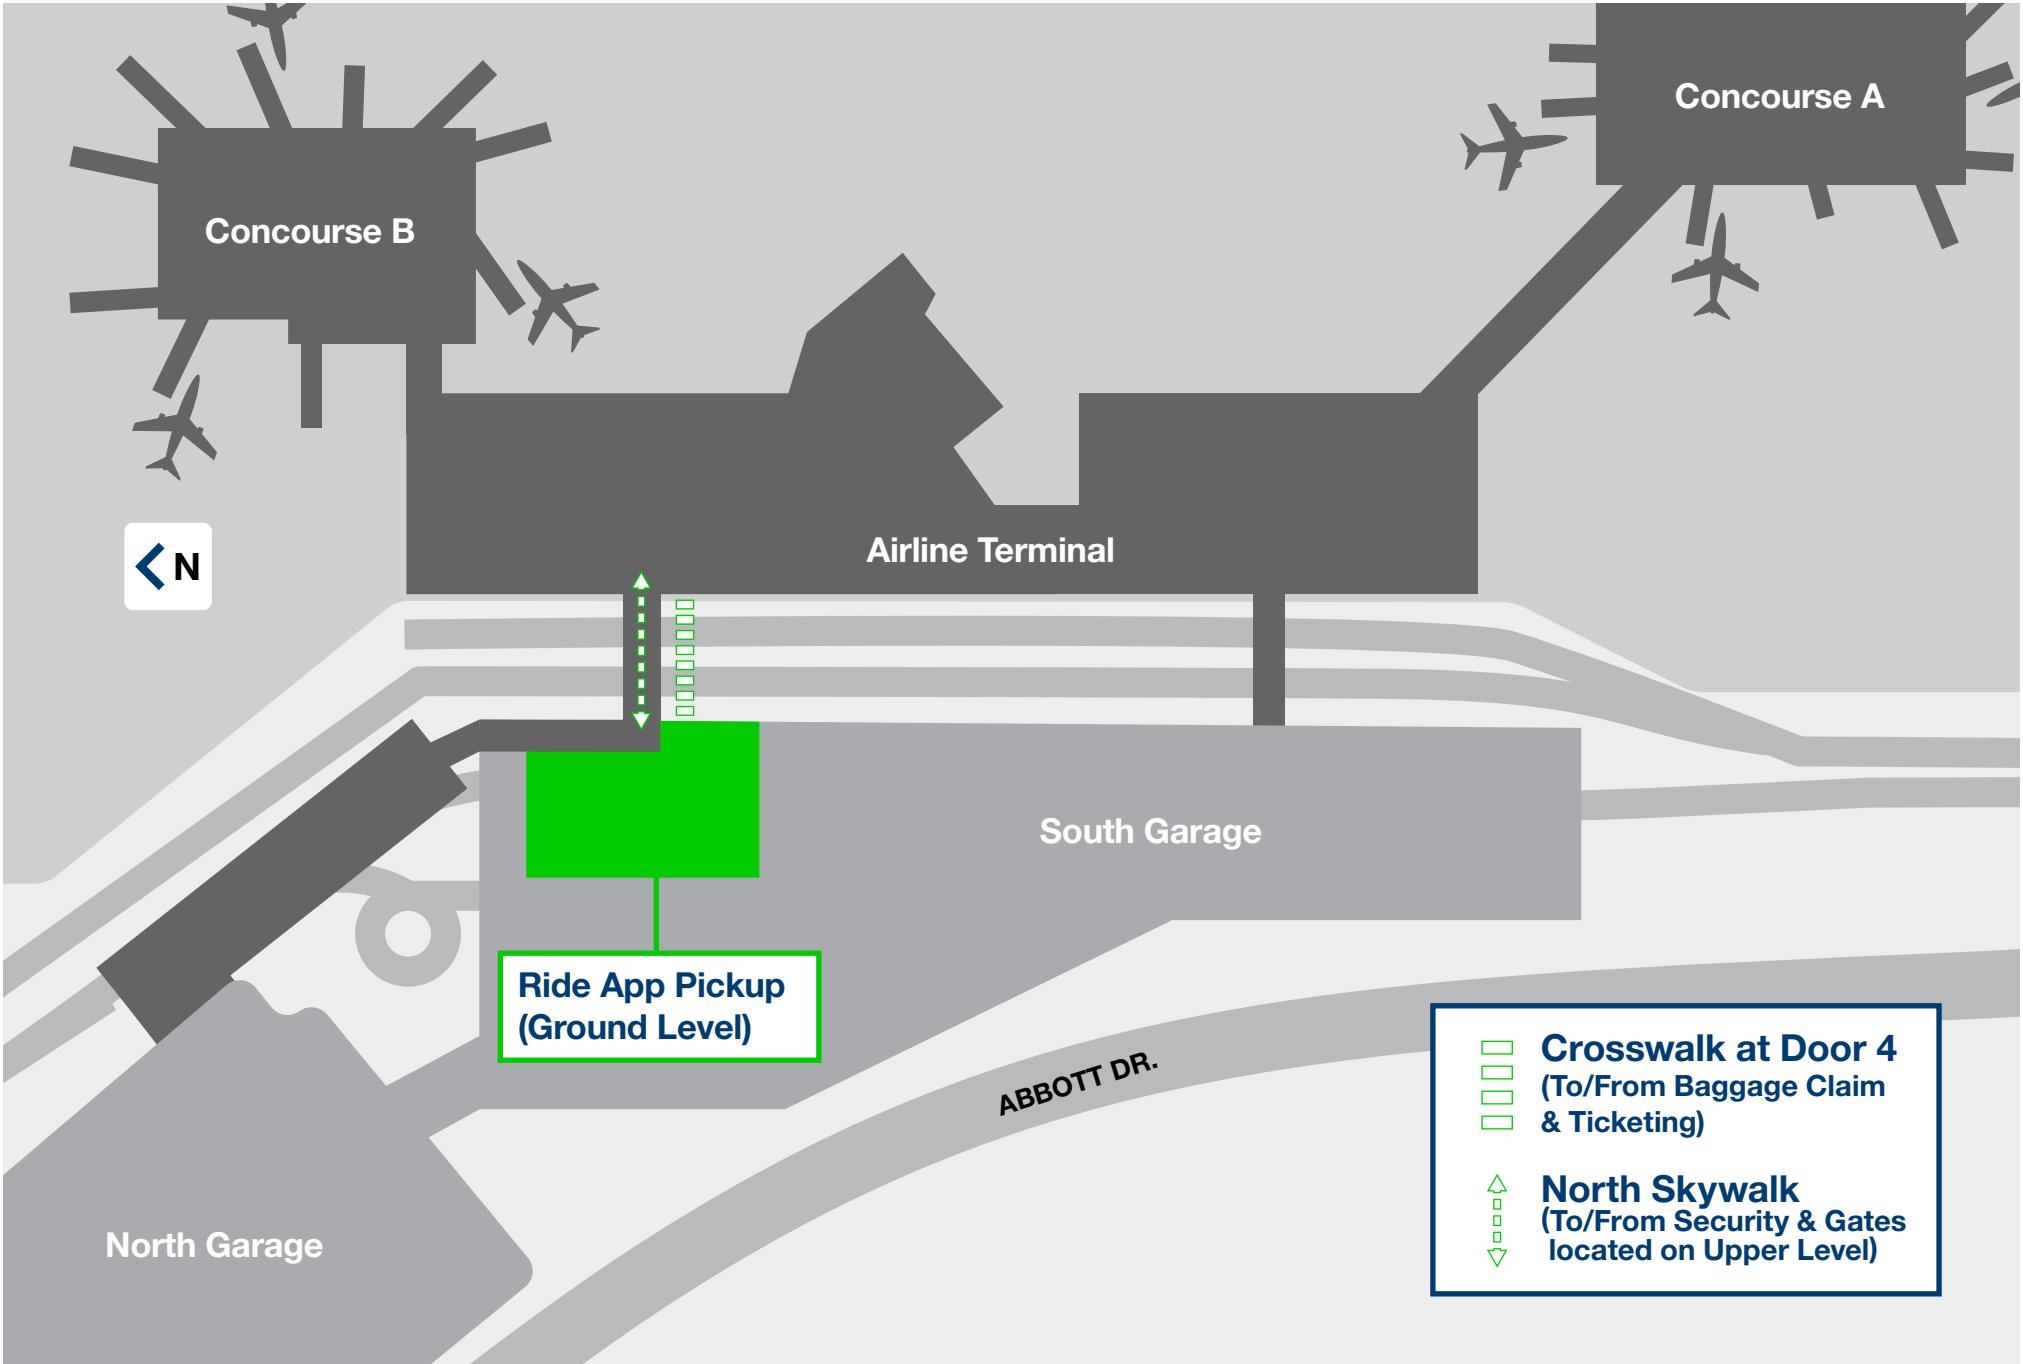 Concourse A
Concourse B
Airline Terminal
N
South Garage
Ride App Pickup
(Ground Level)
ABBOTT DR.
North Garage
Crosswalk at Door 4
(To/From Baggage Claim
& Ticketing)
North Skywalk
(To/From Security & Gates
located on Upper Level)